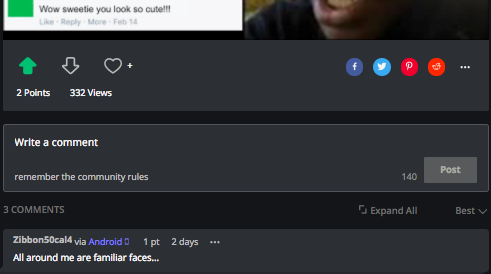 Wow sweetie you look so cute!!!
Like · Reply · More · Feb 14
2 Points 332 Views
Write a comment
remember the community rules 140 Post
3 COMMENTS Expand All Best
Zibbon50cal4 via Android 1 pt 2 days
All around me are familiar faces...